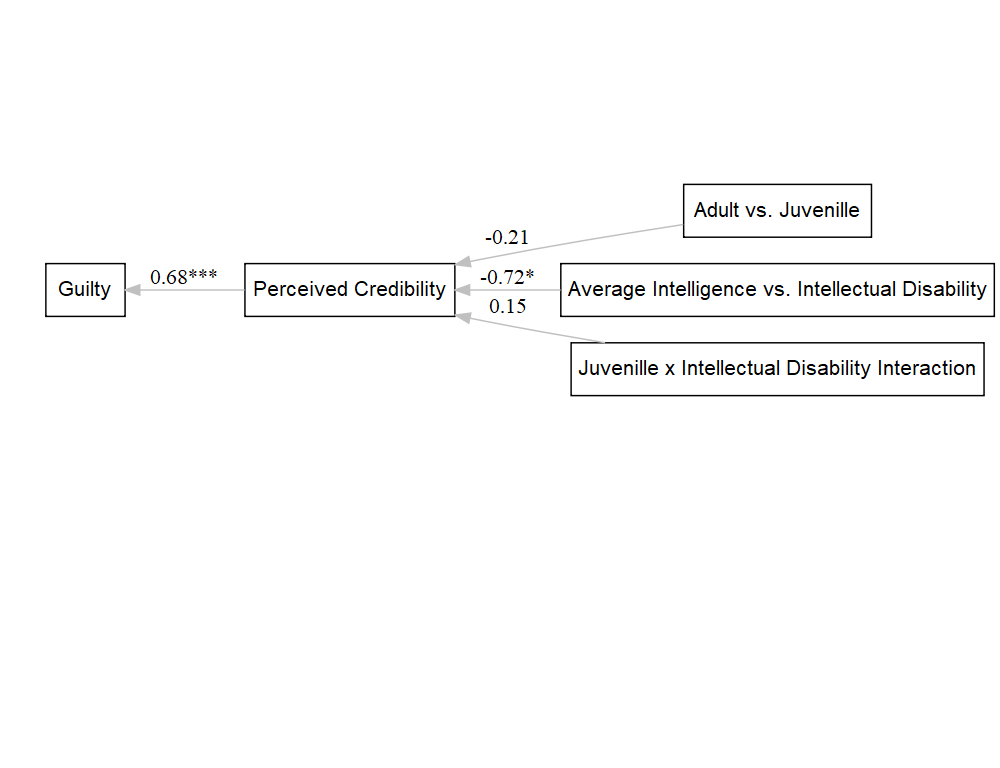 Adult vs. Juvenille
-0.21
Guilty
0.68***
Perceived Credibility
-0.72*
Average Intelligence vs. Intellectual Disability
0.15
Juvenille x Intellectual Disability Interaction